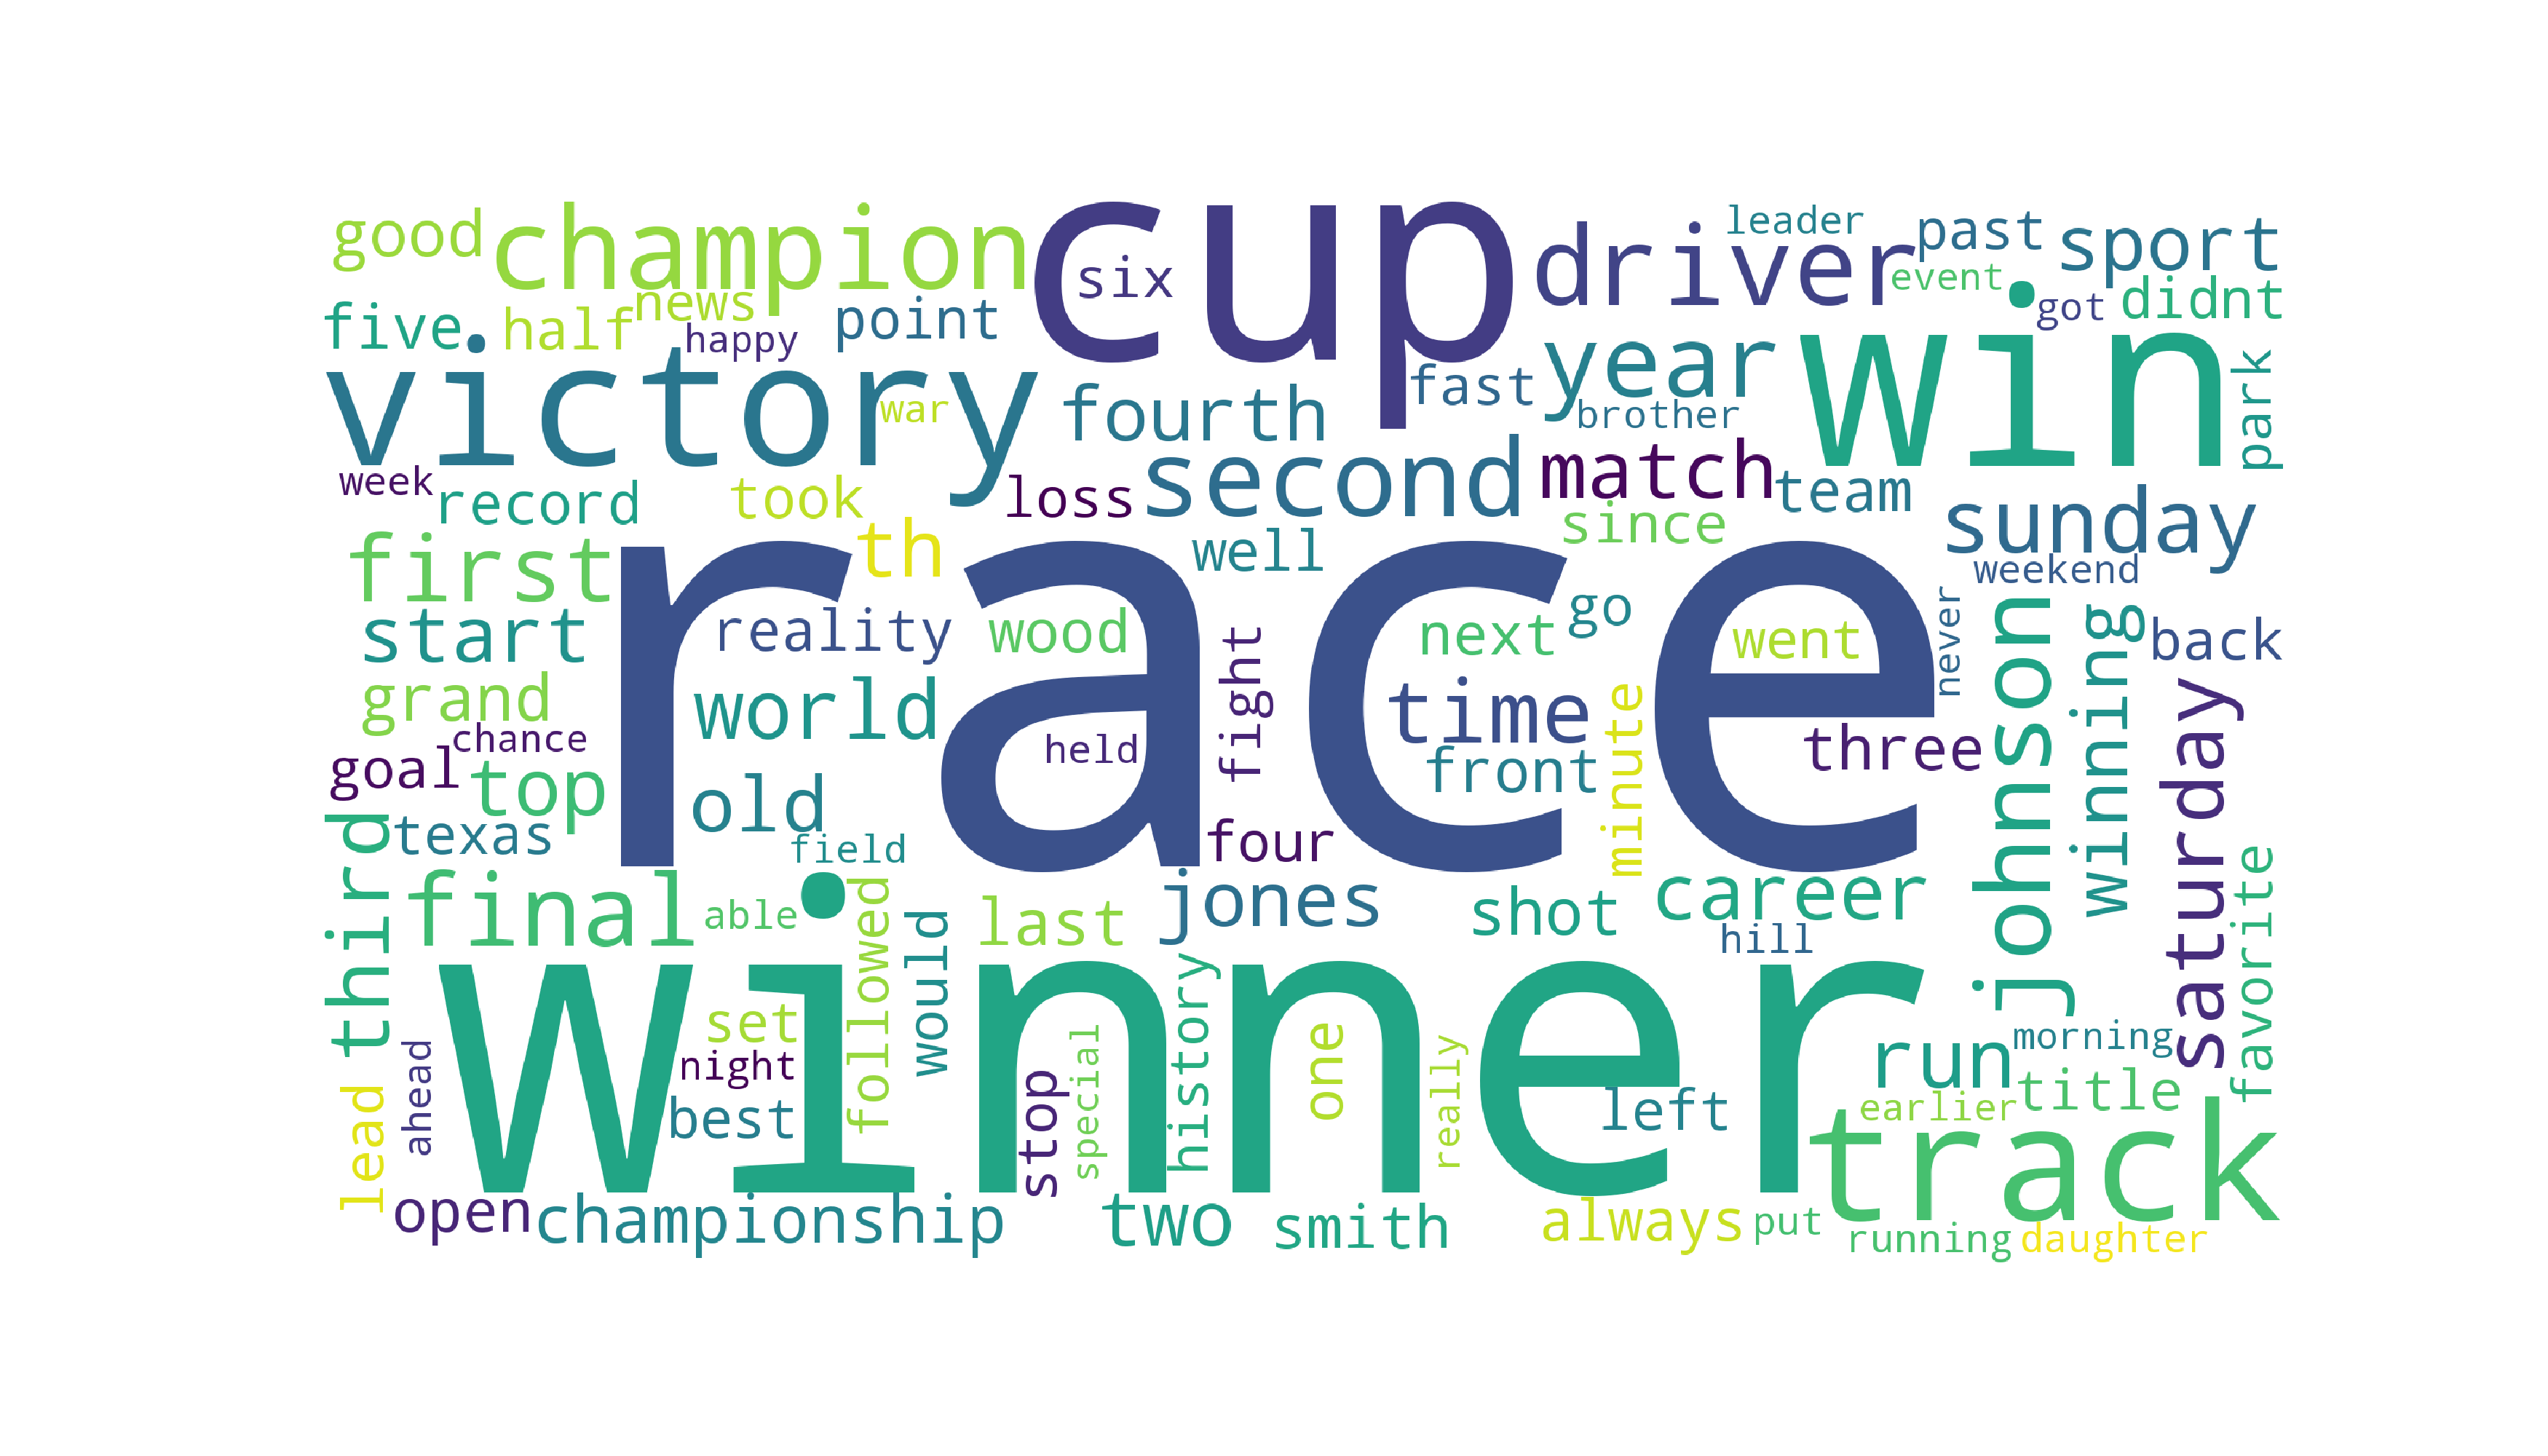 good
champion
cup
six
driver
leader
past
sport
event
got
didnt
five
half
news
happy
point
victory
war
fourth
fast
year
brother
win
park
week
record
took
loss
second
match
team
since
sunday
weekend
first
th
well
race
start
reality
wood
fight
next
go
went
never
johnson
winning
back
grand
chance
world
held
time
front
minute
three
saturday
goal
top
old
texas
field
four
third
final
able
followed
would
last
jones
shot
career
hill
favorite
winner
set
night
best
stop
special
history
one
really
left
run
morning
earlier
title
track
lead
ahead
open
championship
two
smith
always
put
running
daughter